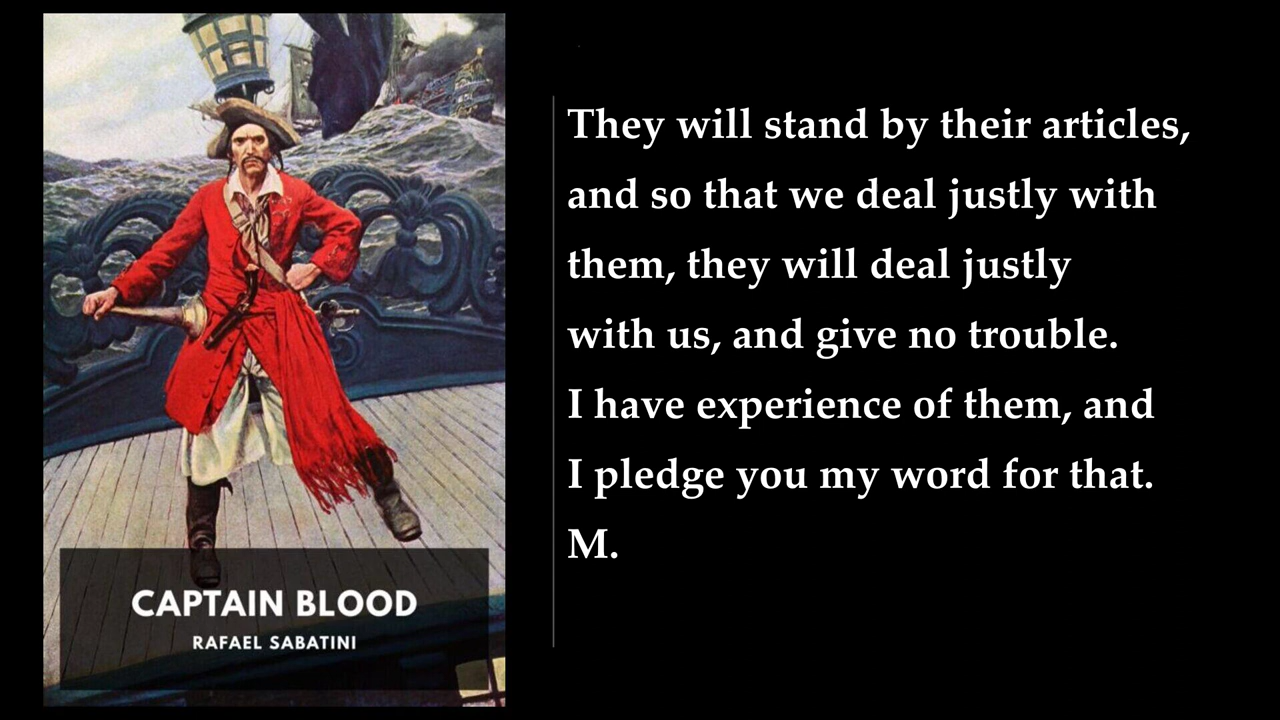 CAPTAIN BLOOD
RAFAEL SABATINI
They will stand by their articles,
and so that we deal justly with
them, they will deal justly
with us, and give no trouble.
I have experience of them, and
I pledge you my word for that.
M.